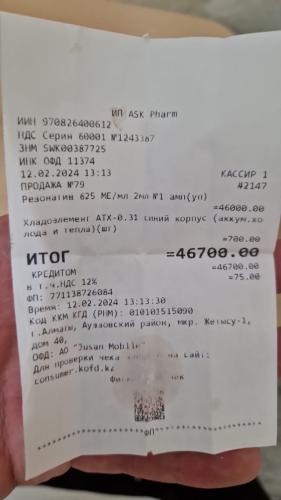 ИП ASK Pharm
ИИН 970826400612
НДС Серия 60001 №1243387
ЗНМ SWK00387725
ИНК ОФД 11374
12.02.2024 13:13 КАССИР 1
ПРОДАЖА №79 #2147
Резонатив 625 МЕ/мл 2мл №1 амп(уп)
=46000.00
Хладоэлемент АТХ-0.31 синий корпус (аккум.хо
лода и тепла)(шт)
=700.00
ИТОГ =46700.00
КРЕДИТОМ =46700.00
в т.ч.НДС 12% =75.00
ФП: 771138726084
Время: 12.02.2024 13:13:30
Код ККМ КГД (РНМ): 010103515090
г.Алматы, Ауэзовский район, мкр. Жетысу-1,
дом 40,
ОФД: АО "Jusan Mobile"
Для проверки чека на сайт:
consumer.kofd.kz
чек
ФП